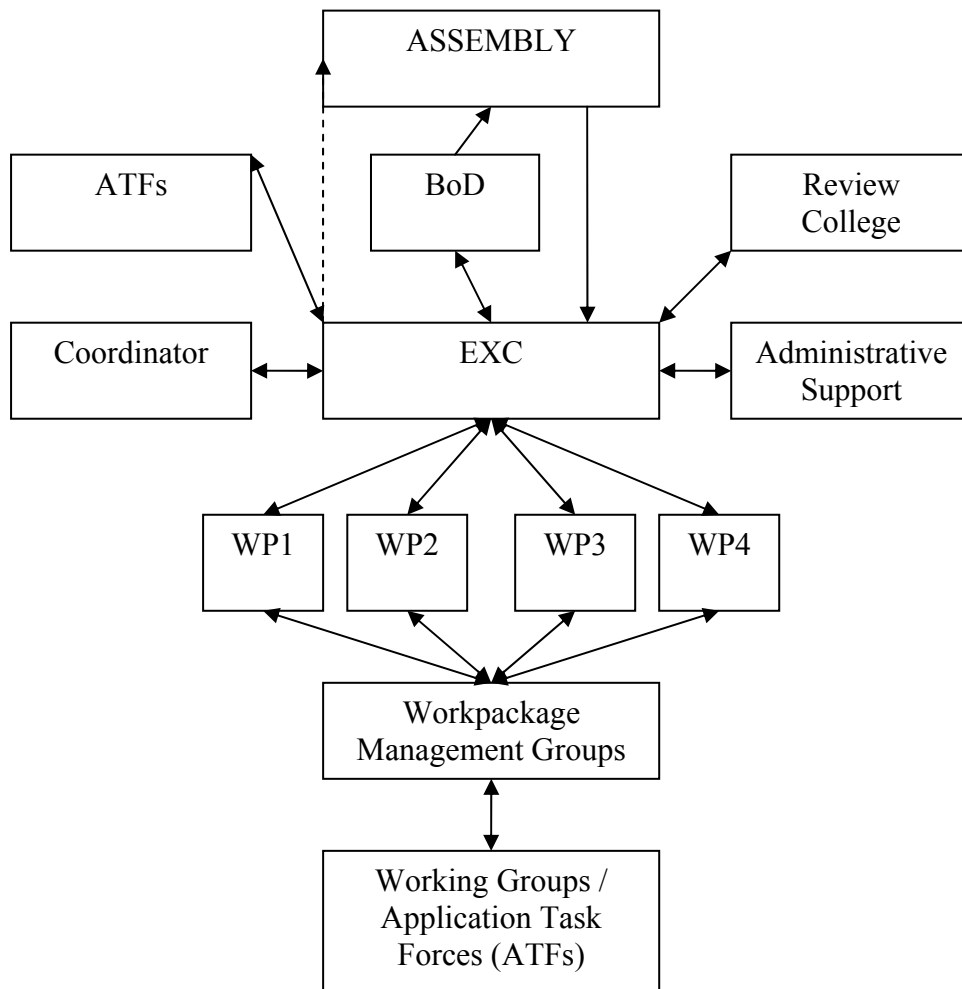 ASSEMBLY
ATFs
BoD
Review
College
Coordinator
EXC
Administrative
Support
WP1
WP2
WP3
WP4
Workpackage
Management Groups
Working Groups /
Application Task
Forces (ATFs)